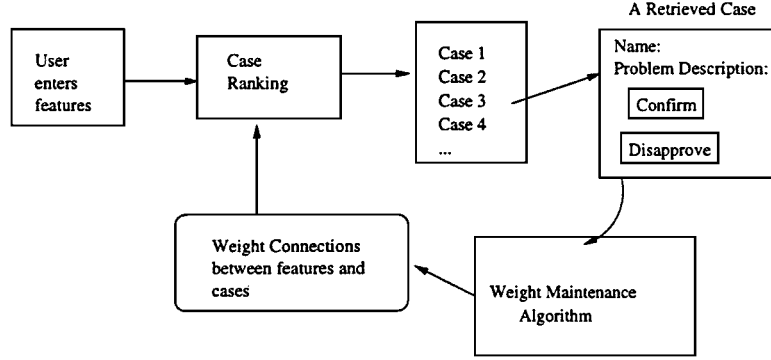 A Retrieved Case
User
enters
features
Case
Ranking
Case 1
Case 2
Case 3
Case 4
...
Name:
Problem Description:
Confirm
Disapprove
Weight Connections
between features and
cases
Weight Maintenance
Algorithm